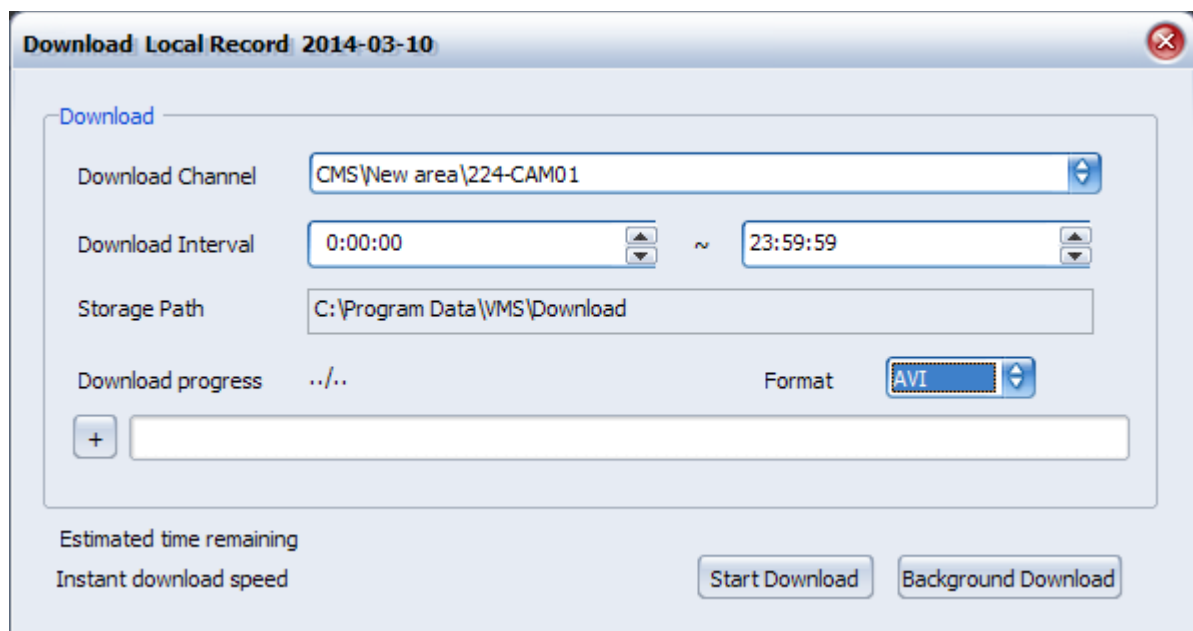 Download Local Record 2014-03-10
Download
Download Channel CMS\New area\224-CAM01
Download Interval 0:00:00 ~ 23:59:59
Storage Path C:\Program Data\VMS\Download
Download progress ../.. Format AVI
+
Estimated time remaining
Instant download speed Start Download Background Download